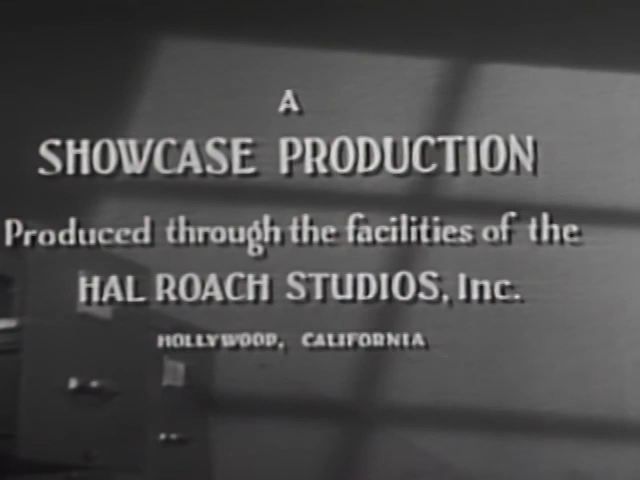 A
SHOWCASE PRODUCTION
Produced through the facilities of the
HAL ROACH STUDIOS, Inc.
HOLLYWOOD, CALIFORNIA